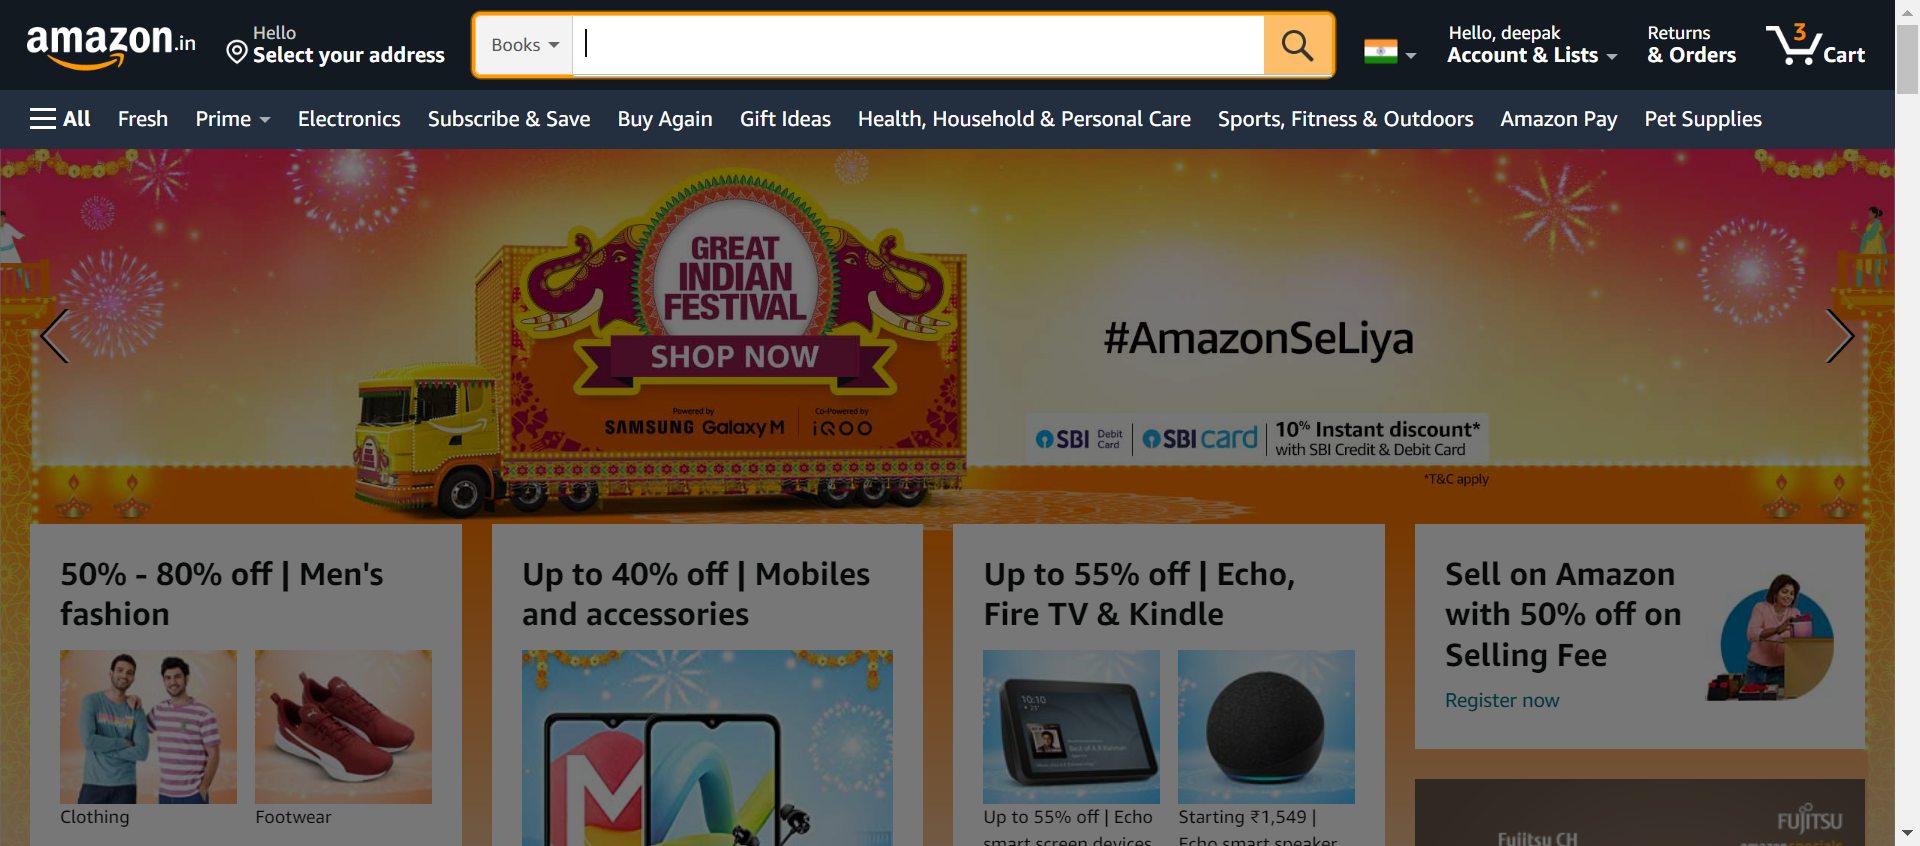 amazon.in
Hello
Select your address
Books
Hello, deepak
Account & Lists
Returns
& Orders
3
Cart
All
Fresh
Prime
Electronics
Subscribe & Save
Buy Again
Gift Ideas
Health, Household & Personal Care
Sports, Fitness & Outdoors
Amazon Pay
Pet Supplies
GREAT
INDIAN
FESTIVAL
SHOP NOW
Powered by
SAMSUNG Galaxy M
Co-Powered by
iQOO
#AmazonSeLiya
SBI Debit Card
SBI card
10% Instant discount*
with SBI Credit & Debit Card
*T&C apply
50% - 80% off | Men's
fashion
Clothing
Footwear
Up to 40% off | Mobiles
and accessories
Up to 55% off | Echo,
Fire TV & Kindle
10:10
Up to 55% off | Echo
smart screen devices
Starting ₹1,549 |
Echo smart speaker
Sell on Amazon
with 50% off on
Selling Fee
Register now
Fujitsu CH
FUJITSU
amazon specials